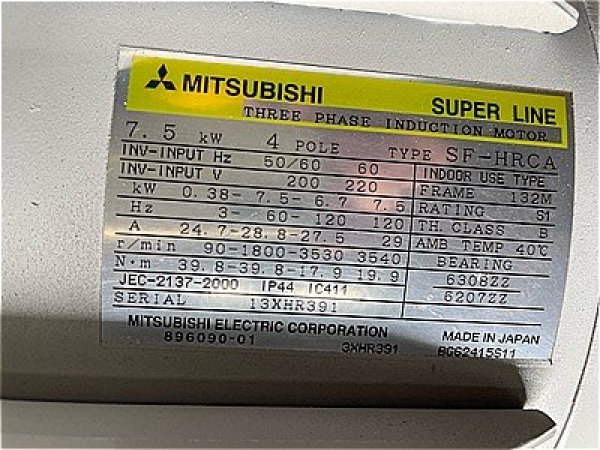 MITSUBISHI SUPER LINE
THREE PHASE INDUCTION MOTOR
7.5 kW 4 POLE TYPE SF-HRCA
INV-INPUT Hz 50/60 60 INDOOR USE TYPE
INV-INPUT V 200 220 FRAME 132M
kW 0.38- 7.5- 6.7 7.5 RATING S1
Hz 3- 60- 120 120 TH. CLASS B
A 24.7-28.8-27.5 29 AMB TEMP 40℃
r/min 90-1800-3530 3540 BEARING
N·m 39.8-39.8-17.9 19.9 6308ZZ
JEC-2137-2000 IP44 IC411 6207ZZ
SERIAL 13XHR391
MITSUBISHI ELECTRIC CORPORATION MADE IN JAPAN
896090-01 3XHR391 BG62415S11